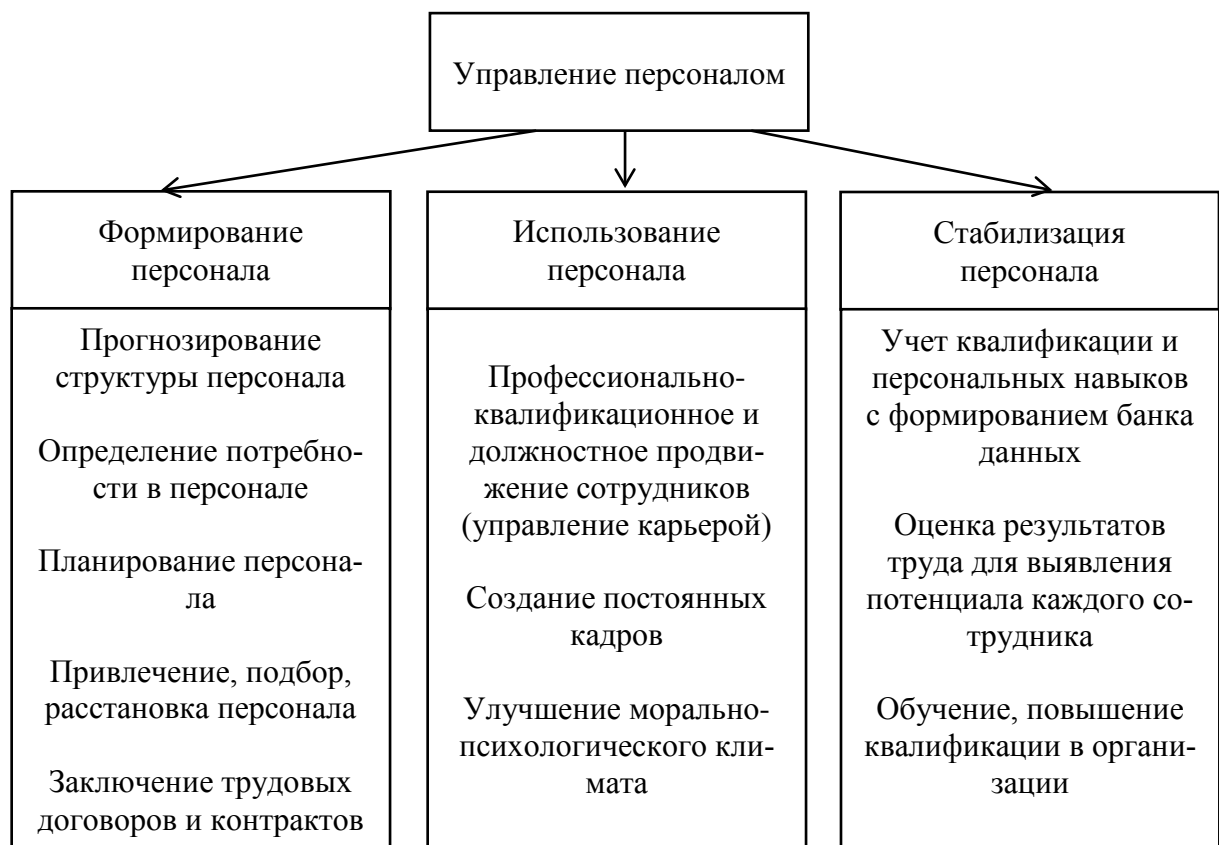 Управление персоналом
Формирование
персонала
Прогнозирование
структуры персонала
Определение потребно-
сти в персонале
Планирование персона-
ла
Привлечение, подбор,
расстановка персонала
Заключение трудовых
договоров и контрактов
Использование
персонала
Профессионально-
квалификационное и
должностное продви-
жение сотрудников
(управление карьерой)
Создание постоянных
кадров
Улучшение морально-
психологического кли-
мата
Стабилизация
персонала
Учет квалификации и
персональных навыков
с формированием банка
данных
Оценка результатов
труда для выявления
потенциала каждого со-
трудника
Обучение, повышение
квалификации в органи-
зации